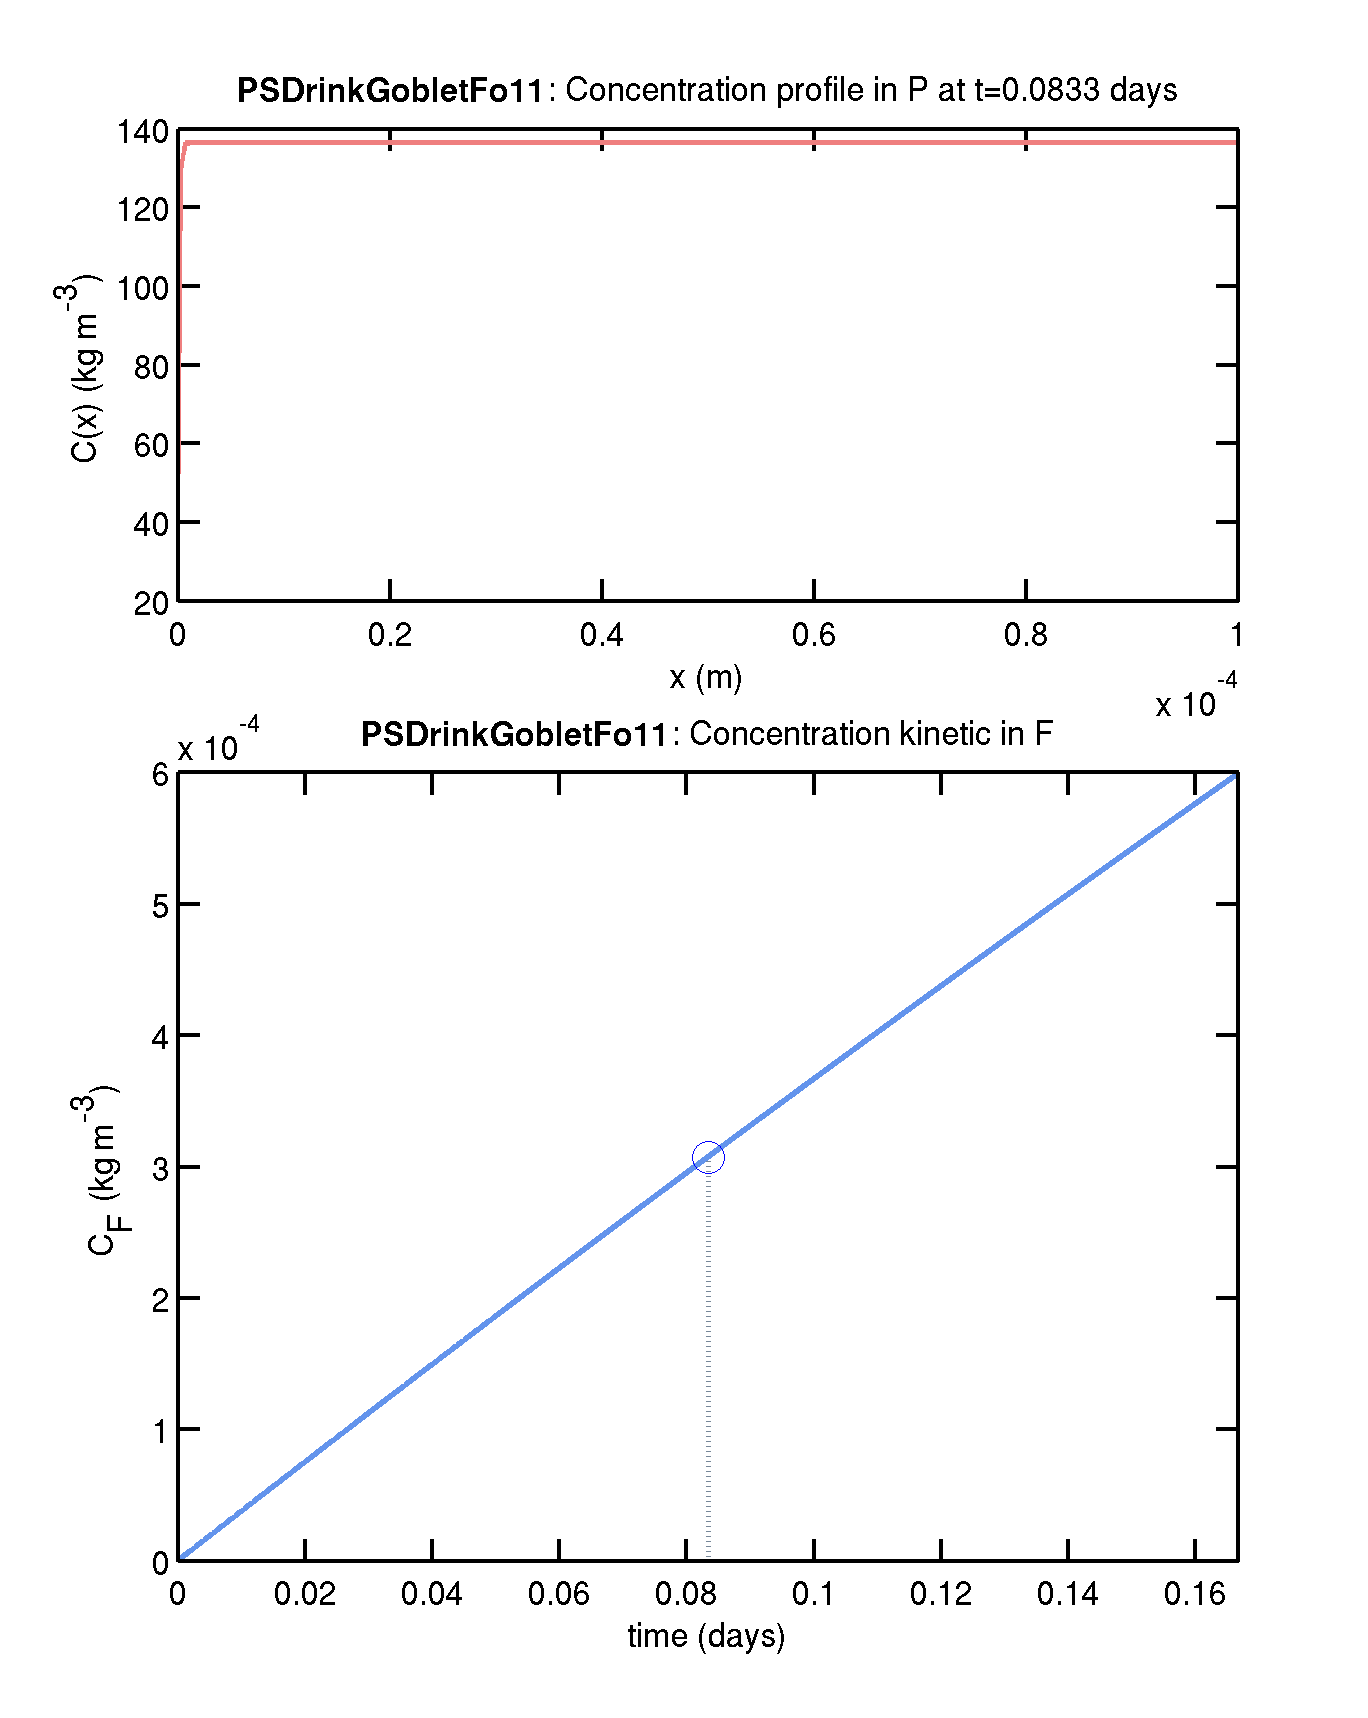 PSDrinkGobletFo11: Concentration profile in P at t=0.0833 days
140
120
100
80
60
40
20
C(x) (kg m-3)
0 0.2 0.4 0.6 0.8 1
x (m)
x 10-4
x 10-4
PSDrinkGobletFo11: Concentration kinetic in F
6
5
4
3
2
1
0
CF (kg m-3)
0 0.02 0.04 0.06 0.08 0.1 0.12 0.14 0.16
time (days)